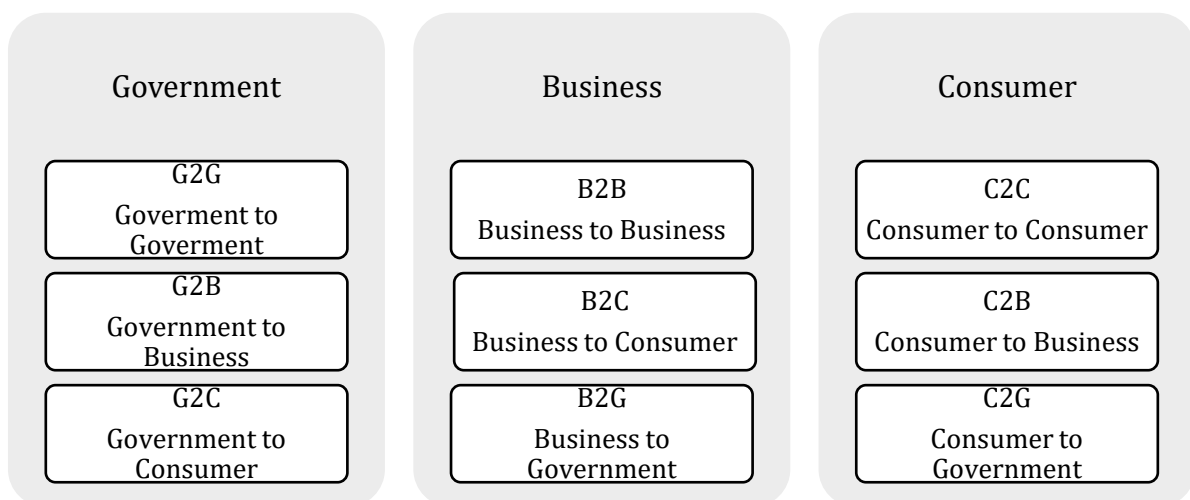 Government
G2G
Goverment to
Goverment
G2B
Government to
Business
G2C
Government to
Consumer
Business
B2B
Business to Business
B2C
Business to Consumer
B2G
Business to
Government
Consumer
C2C
Consumer to Consumer
C2B
Consumer to Business
C2G
Consumer to
Government